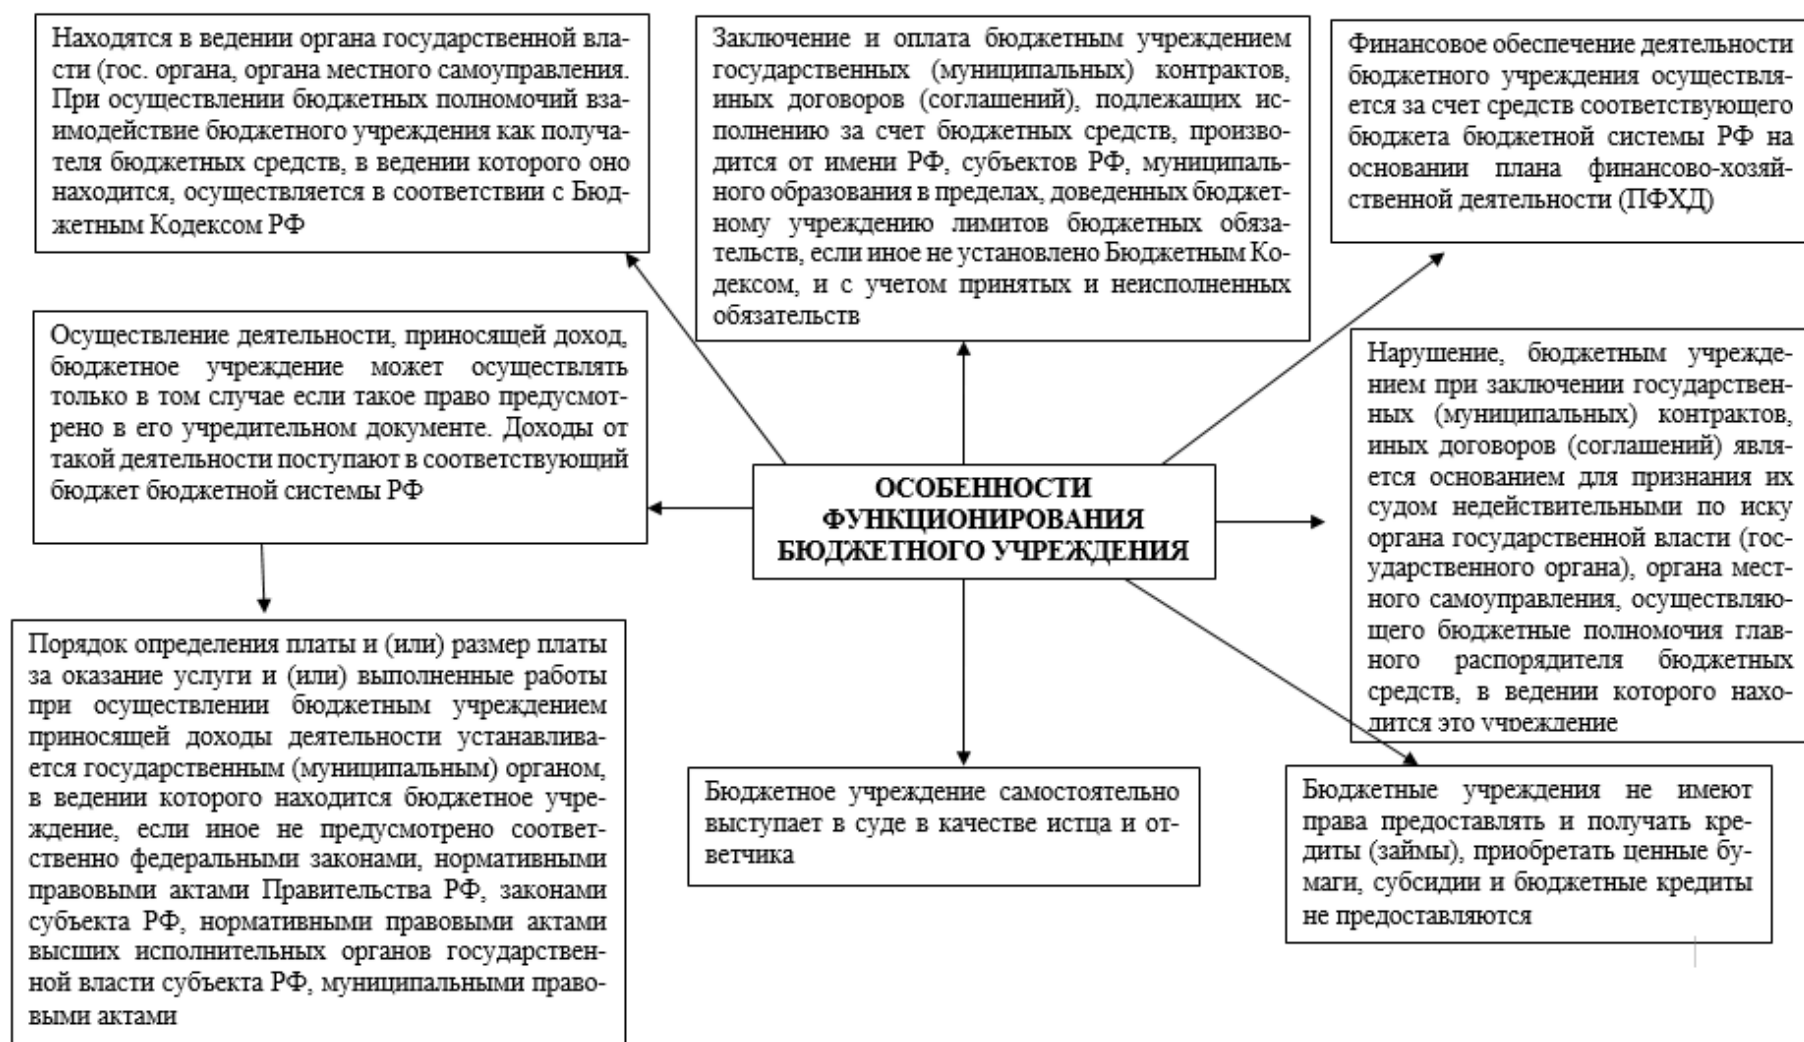 Находятся в ведении органа государственной вла-
сти (гос. органа, органа местного самоуправления.
При осуществлении бюджетных полномочий вза-
имодействие бюджетного учреждения как получа-
теля бюджетных средств, в ведении которого оно
находится, осуществляется в соответствии с Бюд-
жетным Кодексом РФ
Заключение и оплата бюджетным учреждением
государственных (муниципальных) контрактов,
иных договоров (соглашений), подлежащих ис-
полнению за счет бюджетных средств, произво-
дится от имени РФ, субъектов РФ, муниципаль-
ного образования в пределах, доведенных бюджет-
ному учреждению лимитов бюджетных обяза-
тельств, если иное не установлено Бюджетным Ко-
дексом, и с учетом принятых и неисполненных
обязательств
Финансовое обеспечение деятельности
бюджетного учреждения осуществля-
ется за счет средств соответствующего
бюджета бюджетной системы РФ на
основании плана финансово-хозяй-
ственной деятельности (ПФХД)
Осуществление деятельности, приносящей доход,
бюджетное учреждение может осуществлять
только в том случае если такое право предусмот-
рено в его учредительном документе. Доходы от
такой деятельности поступают в соответствующий
бюджет бюджетной системы РФ
ОСОБЕННОСТИ
ФУНКЦИОНИРОВАНИЯ
БЮДЖЕТНОГО УЧРЕЖДЕНИЯ
Нарушение, бюджетным учрежде-
нием при заключении государствен-
ных (муниципальных) контрактов,
иных договоров (соглашений) явля-
ется основанием для признания их
судом недействительными по иску
органа государственной власти (гос-
ударственного органа), органа мест-
ного самоуправления, осуществляю-
щего бюджетные полномочия глав-
ного распорядителя бюджетных
средств, в ведении которого нахо-
дится это учреждение
Порядок определения платы и (или) размер платы
за оказание услуги и (или) выполненные работы
при осуществлении бюджетным учреждением
приносящей доходы деятельности устанавлива-
ется государственным (муниципальным) органом,
в ведении которого находится бюджетное учре-
ждение, если иное не предусмотрено соответ-
ственно федеральными законами, нормативными
правовыми актами Правительства РФ, законами
субъекта РФ, нормативными правовыми актами
высших исполнительных органов государствен-
ной власти субъекта РФ, муниципальными право-
выми актами
Бюджетное учреждение самостоятельно
выступает в суде в качестве истца и от-
ветчика
Бюджетные учреждения не имеют
права предоставлять и получать кре-
диты (займы), приобретать ценные бу-
маги, субсидии и бюджетные кредиты
не предоставляются